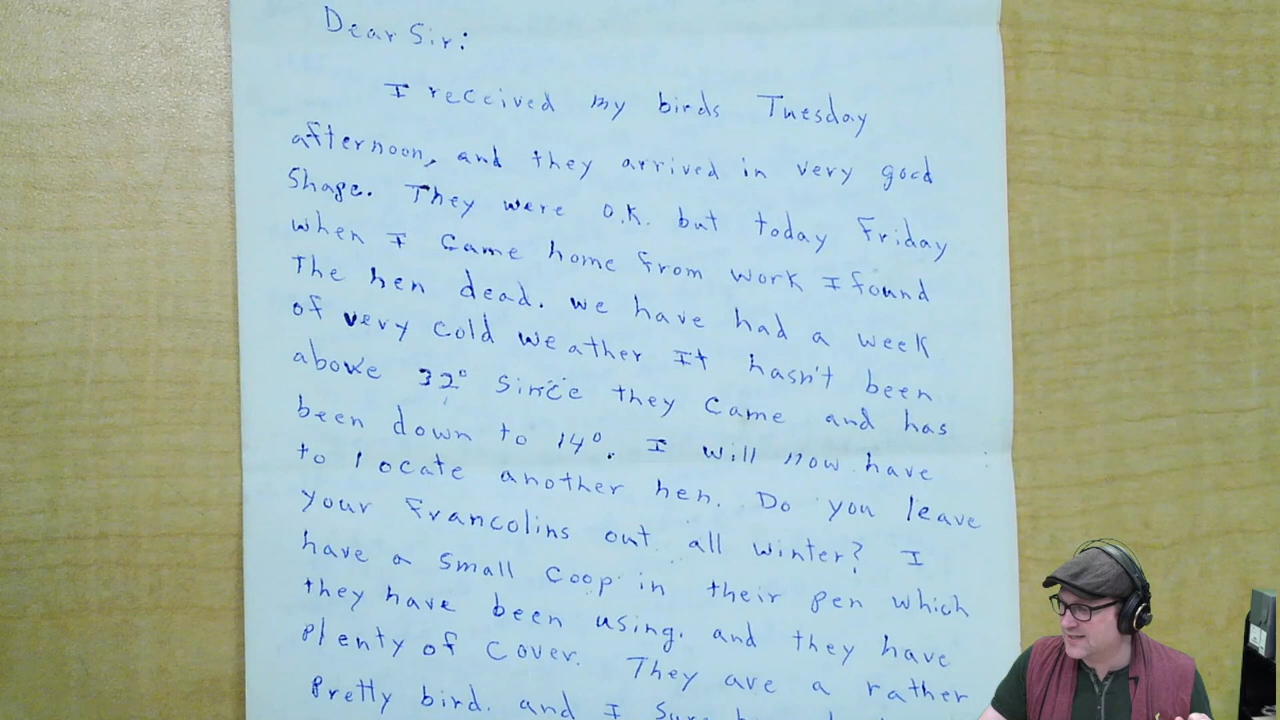 Dear Sir:
I received my birds Tuesday
afternoon, and they arrived in very good
Shape. They were O.K. but today Friday
when I came home from work I found
The hen dead. we have had a week
of very cold weather It hasn't been
above 32° Since they came and has
been down to 14°. I will now have
to locate another hen. Do you leave
your Francolins out all winter? I
have a small coop in their pen which
they have been using. and they have
plenty of cover. They are a rather
Pretty bird. and I Sure